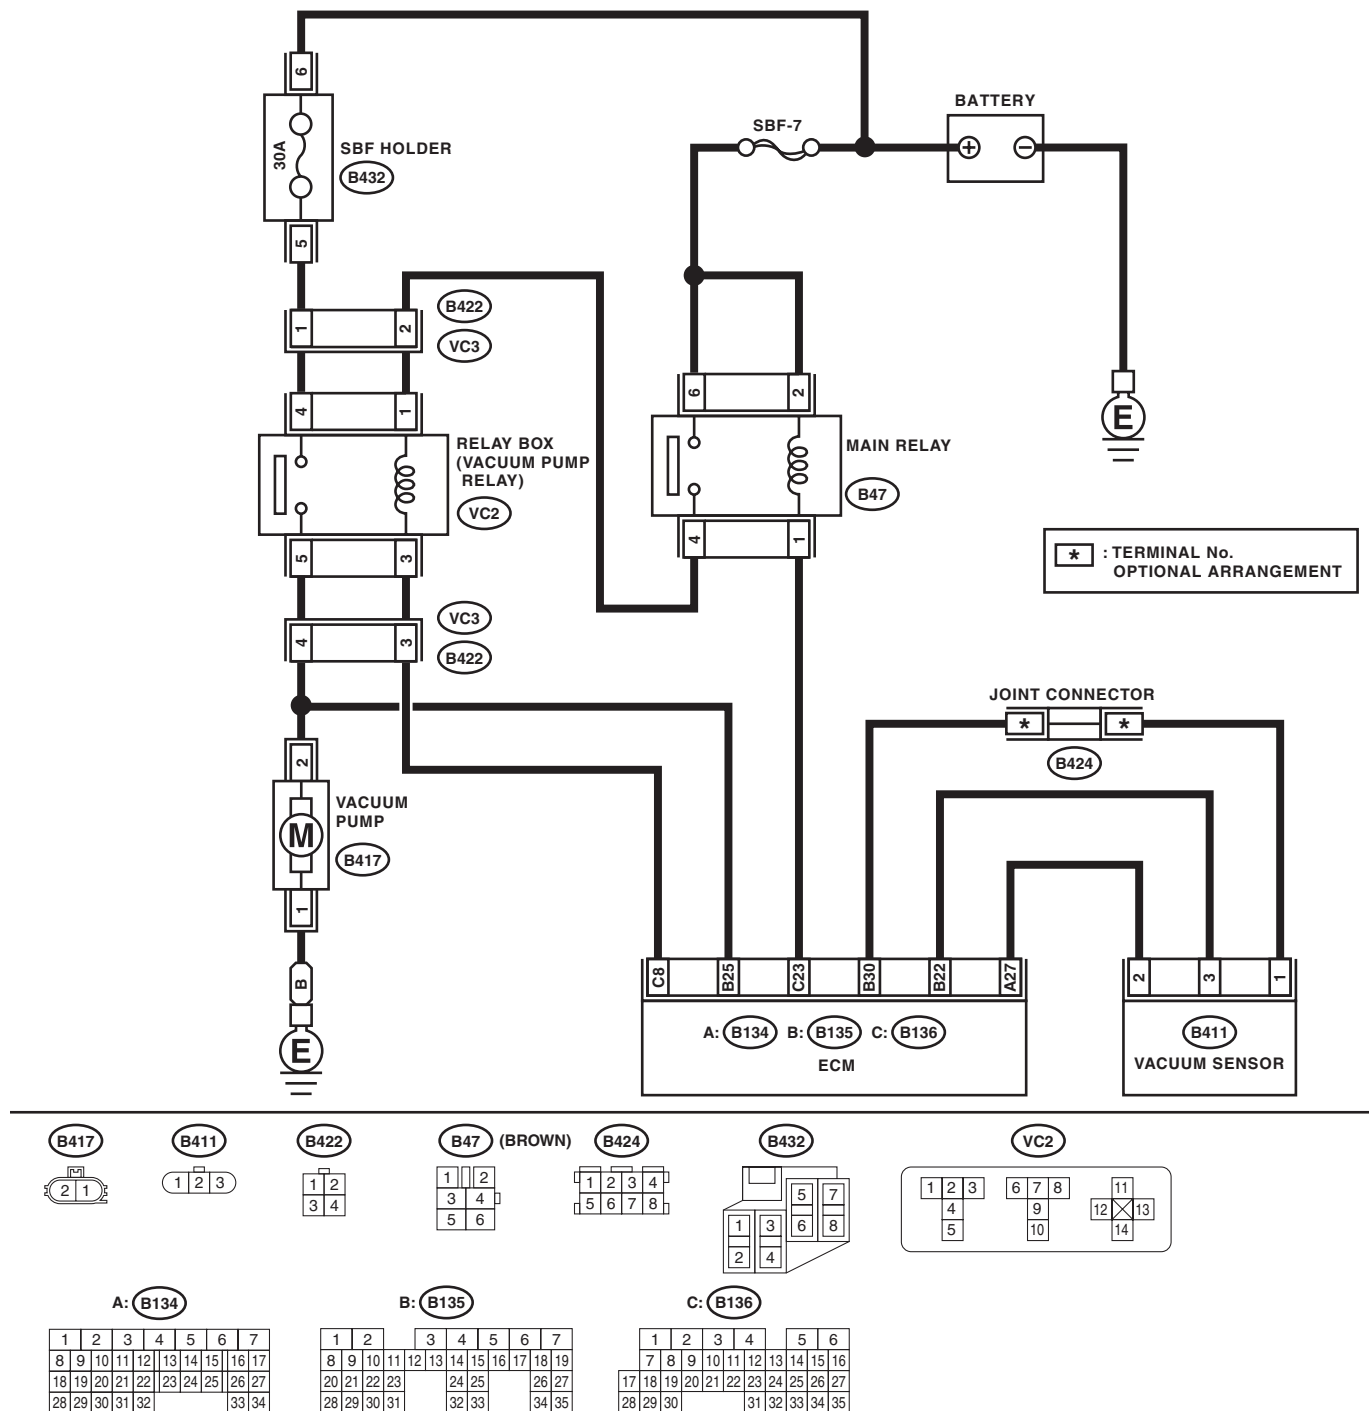 6
BATTERY
SBF-7
30A
SBF HOLDER
B432
+
−
5
B422
1
2
VC3
6
2
E
4
1
RELAY BOX
(VACUUM PUMP
RELAY)
MAIN RELAY
VC2
B47
4
1
* : TERMINAL No.
OPTIONAL ARRANGEMENT
5
3
VC3
4
3
B422
JOINT CONNECTOR
* *
B424
2
VACUUM
PUMP
M
B417
1
B
E
C8 B25 C23 B30 B22 A27
2 3 1
A: B134 B: B135 C: B136
ECM
B411
VACUUM SENSOR
B417
2 1
B411
1 2 3
B422
1 2
3 4
B47 (BROWN)
1 2
3 4
5 6
B424
1 2 3 4
5 6 7 8
B432
5 7
6 8
1 3
2 4
VC2
1 2 3 6 7 8 11
4 9 12 13
5 10 14
A: B134
1 2 3 4 5 6 7
8 9 10 11 12 13 14 15 16 17
18 19 20 21 22 23 24 25 26 27
28 29 30 31 32 33 34
B: B135
1 2 3 4 5 6 7
8 9 10 11 12 13 14 15 16 17 18 19
20 21 22 23 24 25 26 27
28 29 30 31 32 33 34 35
C: B136
1 2 3 4 5 6
7 8 9 10 11 12 13 14 15 16
17 18 19 20 21 22 23 24 25 26 27
28 29 30 31 32 33 34 35